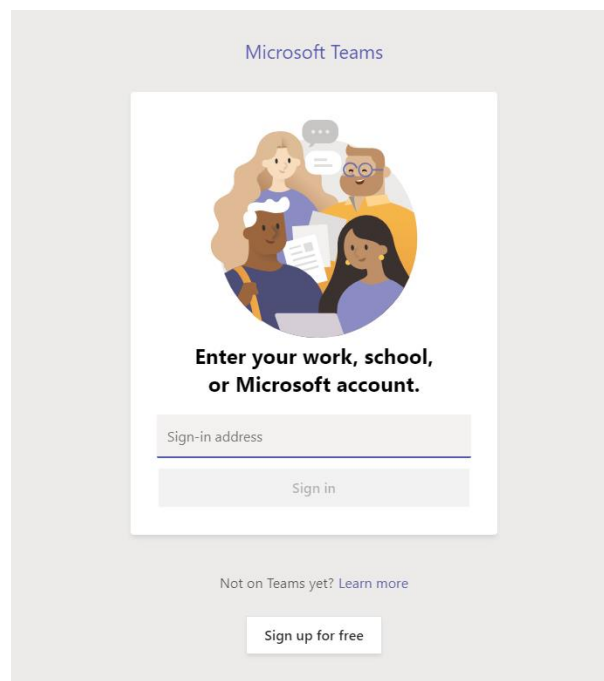 Microsoft Teams
Enter your work, school,
or Microsoft account.
Sign-in address
Sign in
Not on Teams yet? Learn more
Sign up for free